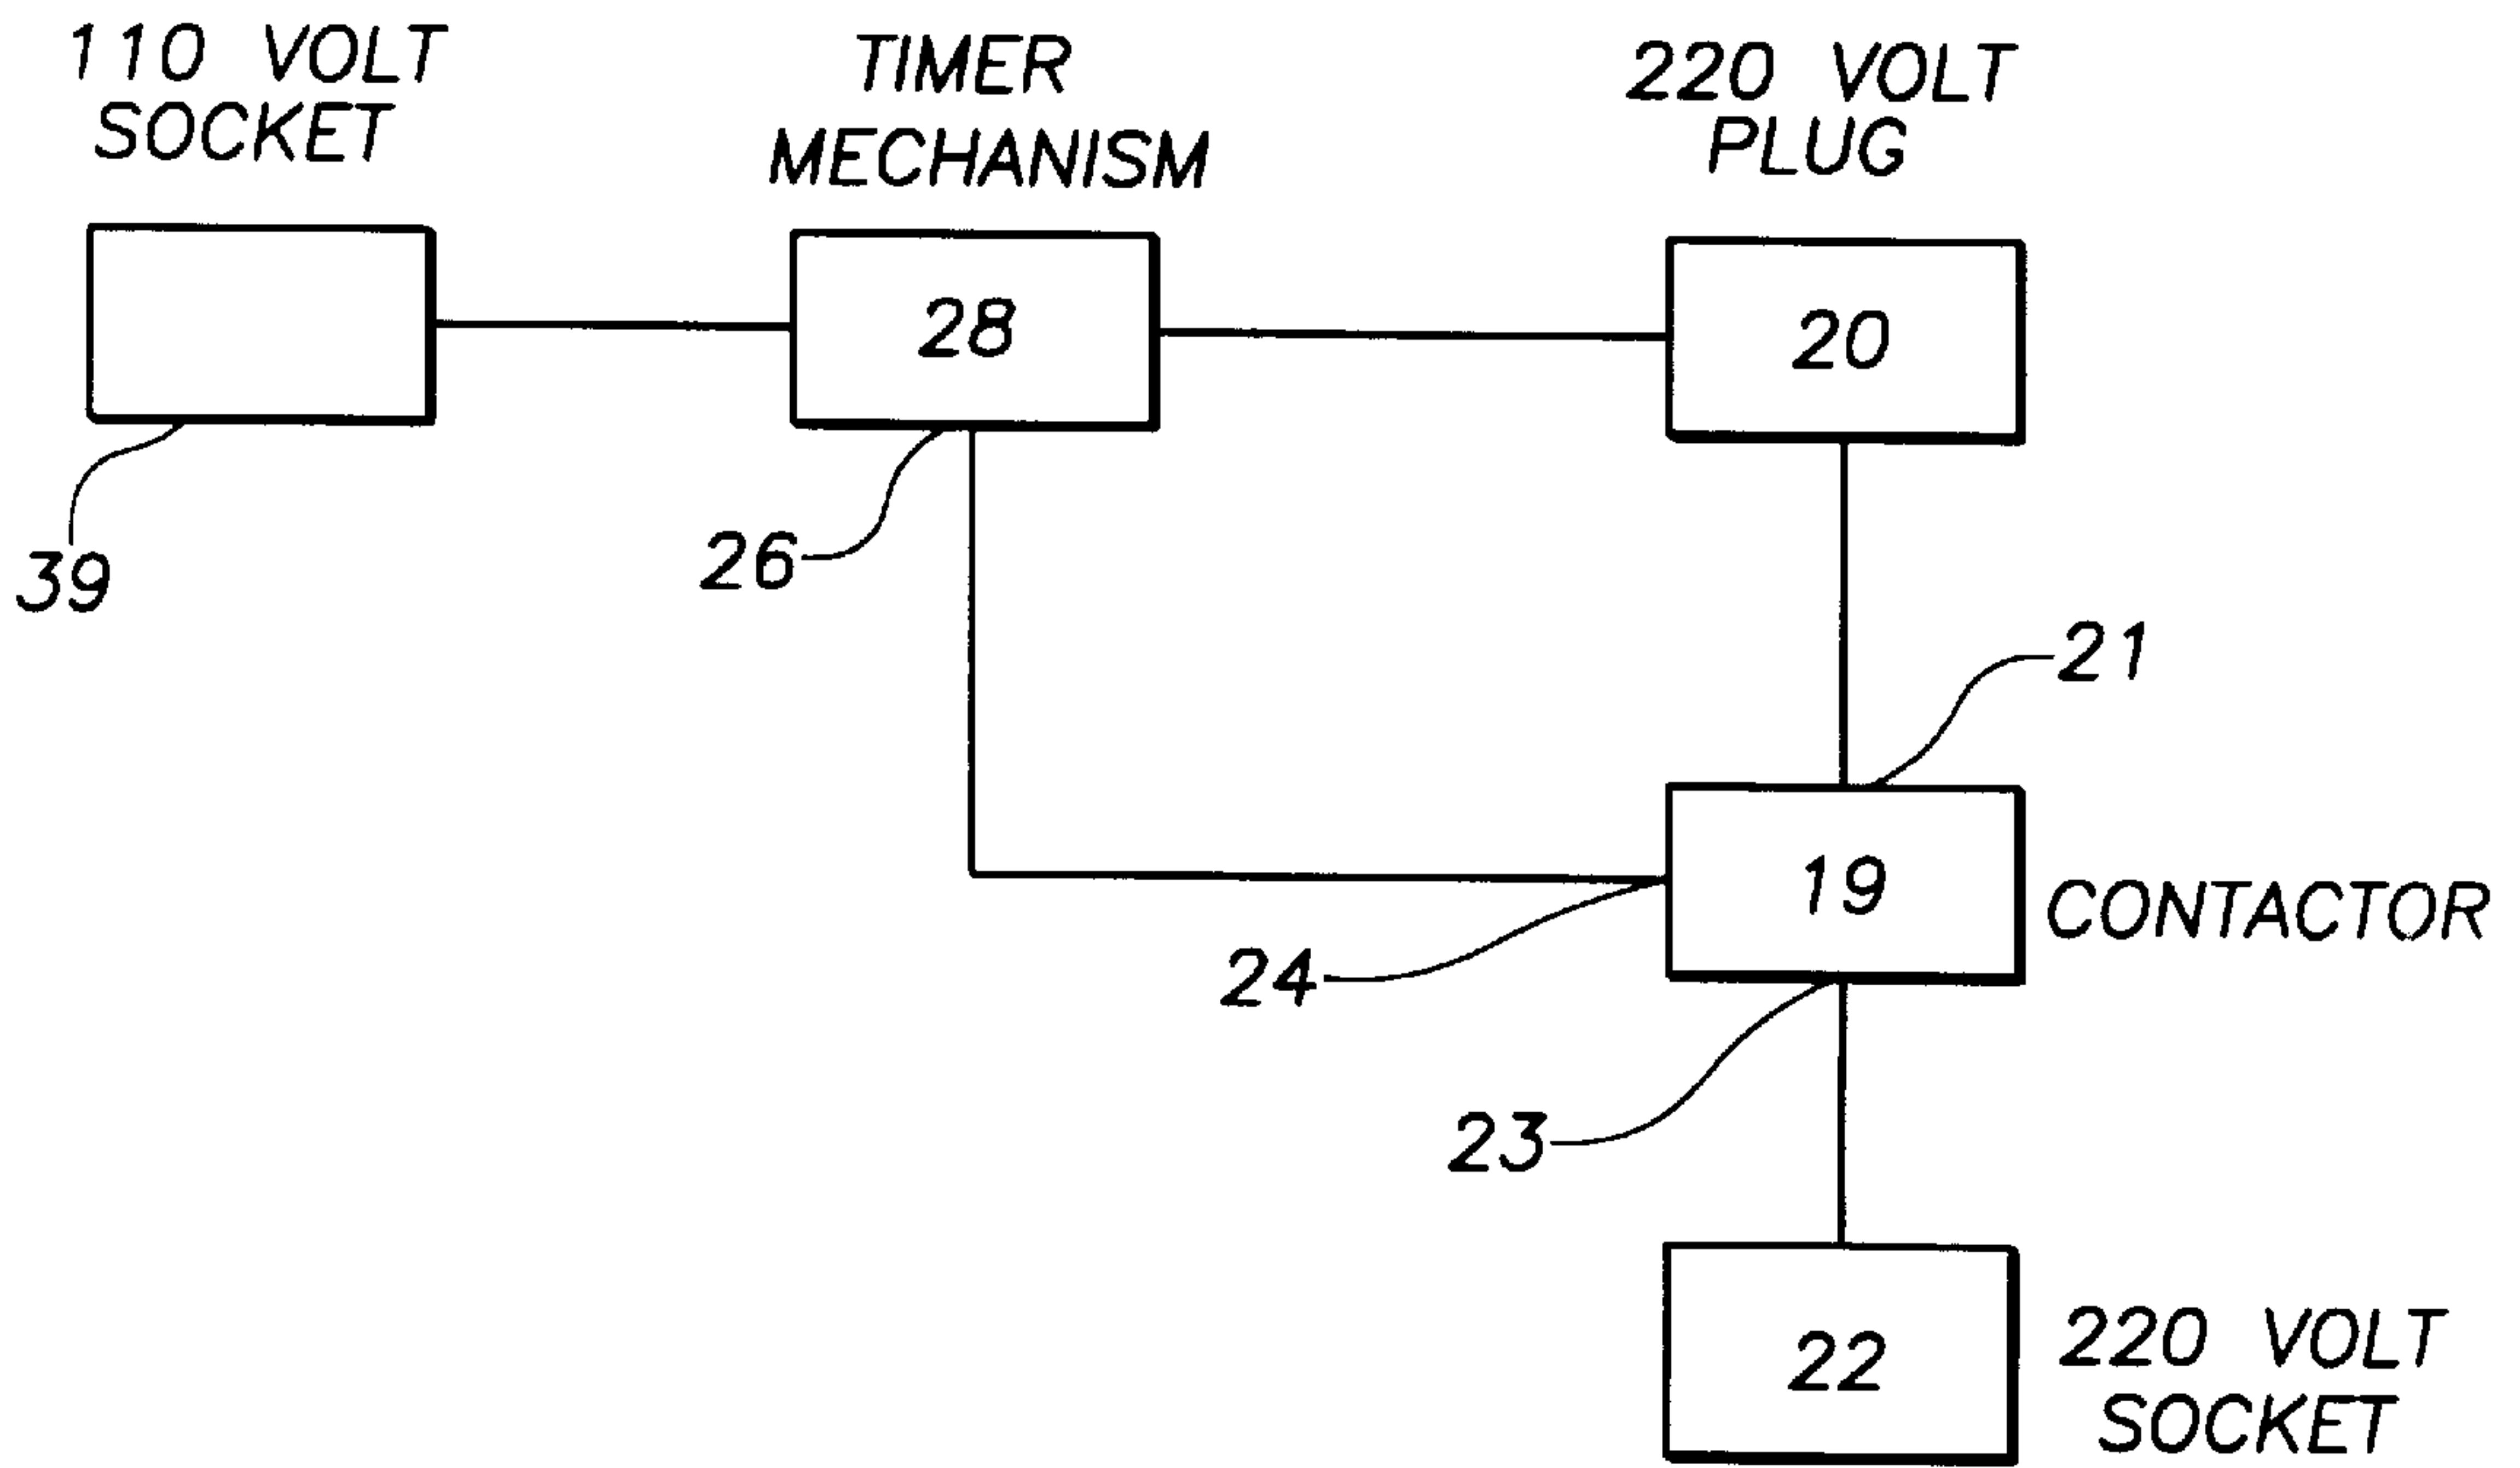 110 VOLT
SOCKET
TIMER
MECHANISM
220 VOLT
PLUG
28
20
39
26
21
19
CONTACTOR
24
23
22
220 VOLT
SOCKET